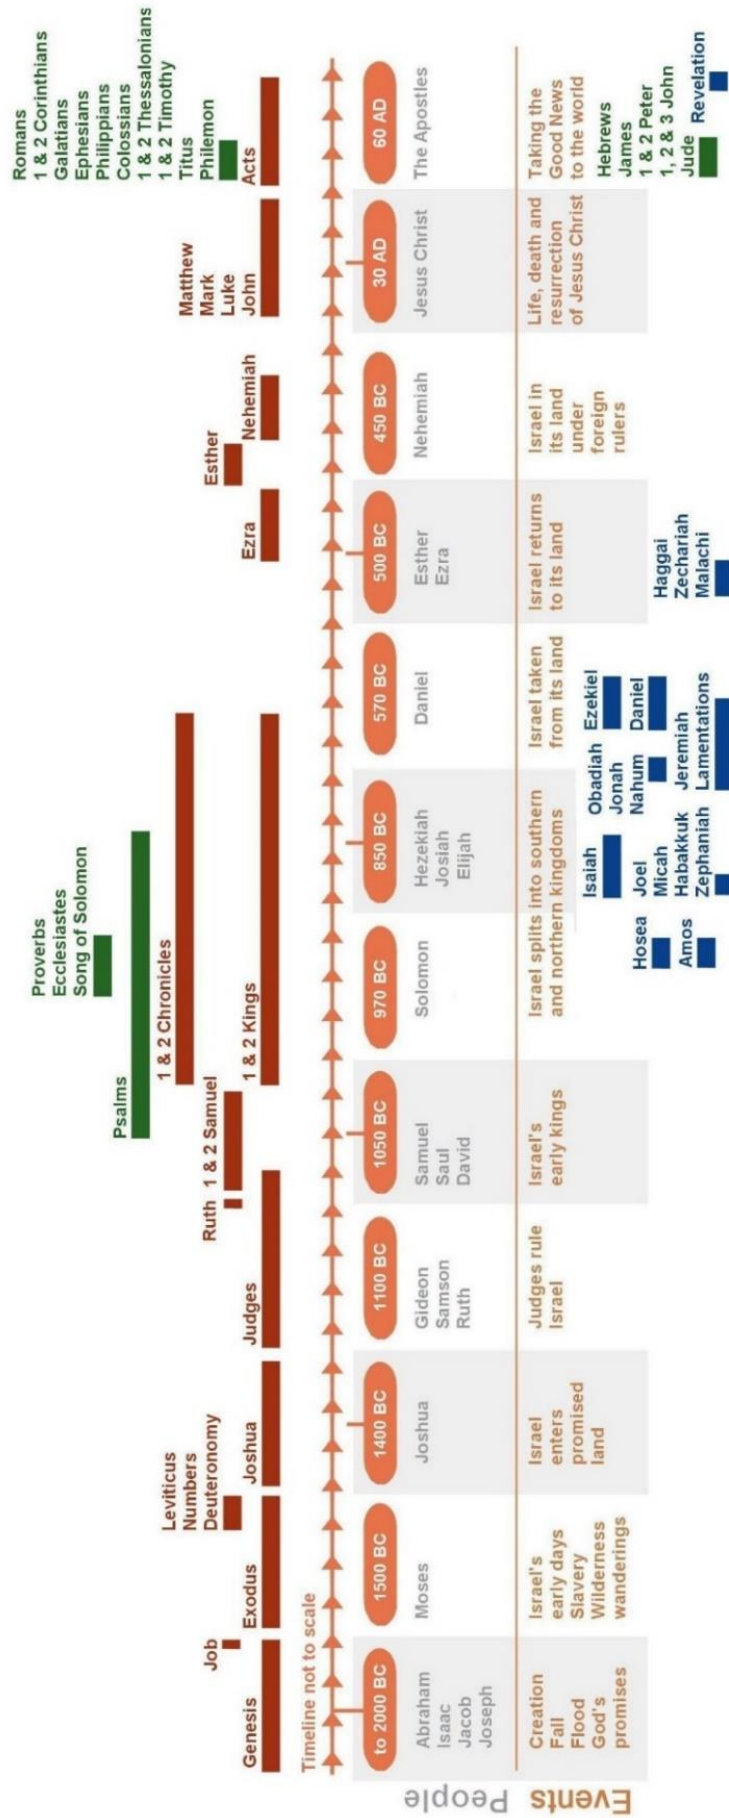 Romans
1 & 2 Corinthians
Galatians
Ephesians
Philippians
Colossians
1 & 2 Thessalonians
1 & 2 Timothy
Titus
Philemon
Proverbs
Ecclesiastes
Song of Solomon
Psalms
1 & 2 Chronicles
Matthew
Mark
Luke
John
Acts
Leviticus
Numbers
Deuteronomy
Job
Ruth
1 & 2 Samuel
Esther
Genesis
Exodus
Joshua
Judges
1 & 2 Kings
Ezra
Nehemiah
Timeline not to scale
to 2000 BC
1500 BC
1400 BC
1100 BC
1050 BC
970 BC
850 BC
570 BC
500 BC
450 BC
30 AD
60 AD
People
Abraham
Isaac
Jacob
Joseph
Moses
Joshua
Gideon
Samson
Ruth
Samuel
Saul
David
Solomon
Hezekiah
Josiah
Elijah
Daniel
Esther
Ezra
Nehemiah
Jesus Christ
The Apostles
Events
Creation
Fall
Flood
God's
promises
Israel's
early days
Slavery
Wilderness
wanderings
Israel
enters
promised
land
Judges rule
Israel
Israel's
early kings
Israel splits into southern
and northern kingdoms
Israel taken
from its land
Israel returns
to its land
Israel in
its land
under
foreign
rulers
Life, death and
resurrection
of Jesus Christ
Taking the
Good News
to the world
Hosea
Amos
Isaiah
Joel
Micah
Habakkuk
Zephaniah
Obadiah
Jonah
Nahum
Jeremiah
Lamentations
Ezekiel
Daniel
Haggai
Zechariah
Malachi
Hebrews
James
1 & 2 Peter
1, 2 & 3 John
Jude
Revelation